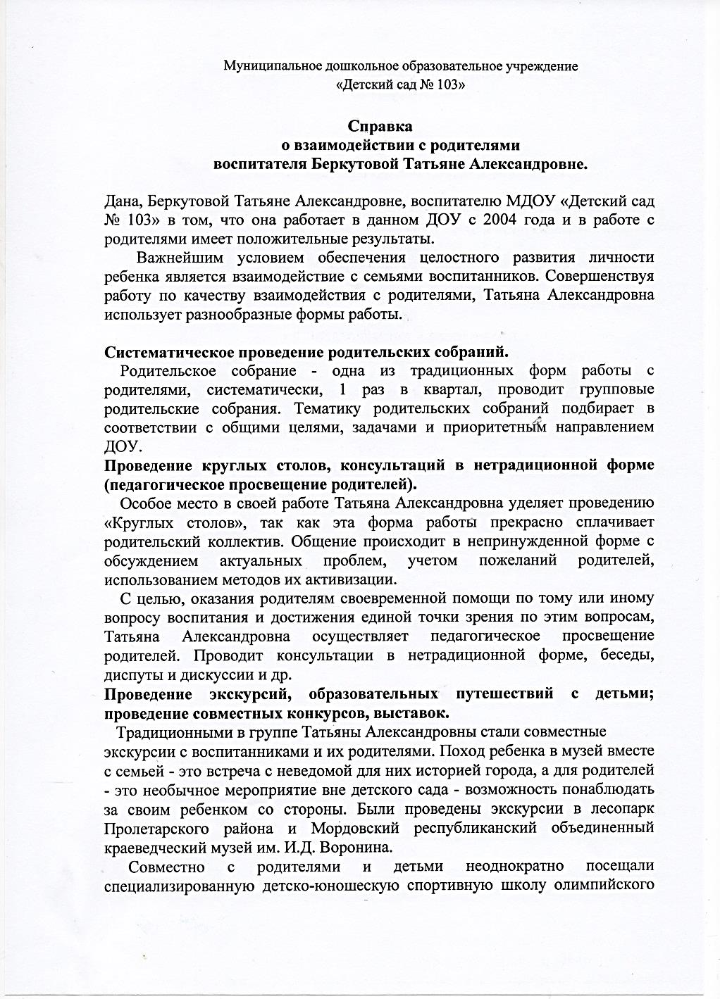 Муниципальное дошкольное образовательное учреждение
«Детский сад № 103»
Справка
о взаимодействии с родителями
воспитателя Беркутовой Татьяне Александровне.
Дана, Беркутовой Татьяне Александровне, воспитателю МДОУ «Детский сад
№ 103» в том, что она работает в данном ДОУ с 2004 года и в работе с
родителями имеет положительные результаты.
Важнейшим условием обеспечения целостного развития личности
ребенка является взаимодействие с семьями воспитанников. Совершенствуя
работу по качеству взаимодействия с родителями, Татьяна Александровна
использует разнообразные формы работы.
Систематическое проведение родительских собраний.
Родительское собрание - одна из традиционных форм работы с
родителями, систематически, 1 раз в квартал, проводит групповые
родительские собрания. Тематику родительских собраний подбирает в
соответствии с общими целями, задачами и приоритетным направлением
ДОУ.
Проведение круглых столов, консультаций в нетрадиционной форме
(педагогическое просвещение родителей).
Особое место в своей работе Татьяна Александровна уделяет проведению
«Круглых столов», так как эта форма работы прекрасно сплачивает
родительский коллектив. Общение происходит в непринужденной форме с
обсуждением актуальных проблем, учетом пожеланий родителей,
использованием методов их активизации.
С целью, оказания родителям своевременной помощи по тому или иному
вопросу воспитания и достижения единой точки зрения по этим вопросам,
Татьяна Александровна осуществляет педагогическое просвещение
родителей. Проводит консультации в нетрадиционной форме, беседы,
диспуты и дискуссии и др.
Проведение экскурсий, образовательных путешествий с детьми;
проведение совместных конкурсов, выставок.
Традиционными в группе Татьяны Александровны стали совместные
экскурсии с воспитанниками и их родителями. Поход ребенка в музей вместе
с семьей - это встреча с неведомой для них историей города, а для родителей
- это необычное мероприятие вне детского сада - возможность понаблюдать
за своим ребенком со стороны. Были проведены экскурсии в лесопарк
Пролетарского района и Мордовский республиканский объединенный
краеведческий музей им. И.Д. Воронина.
Совместно с родителями и детьми неоднократно посещали
специализированную детско-юношескую спортивную школу олимпийского